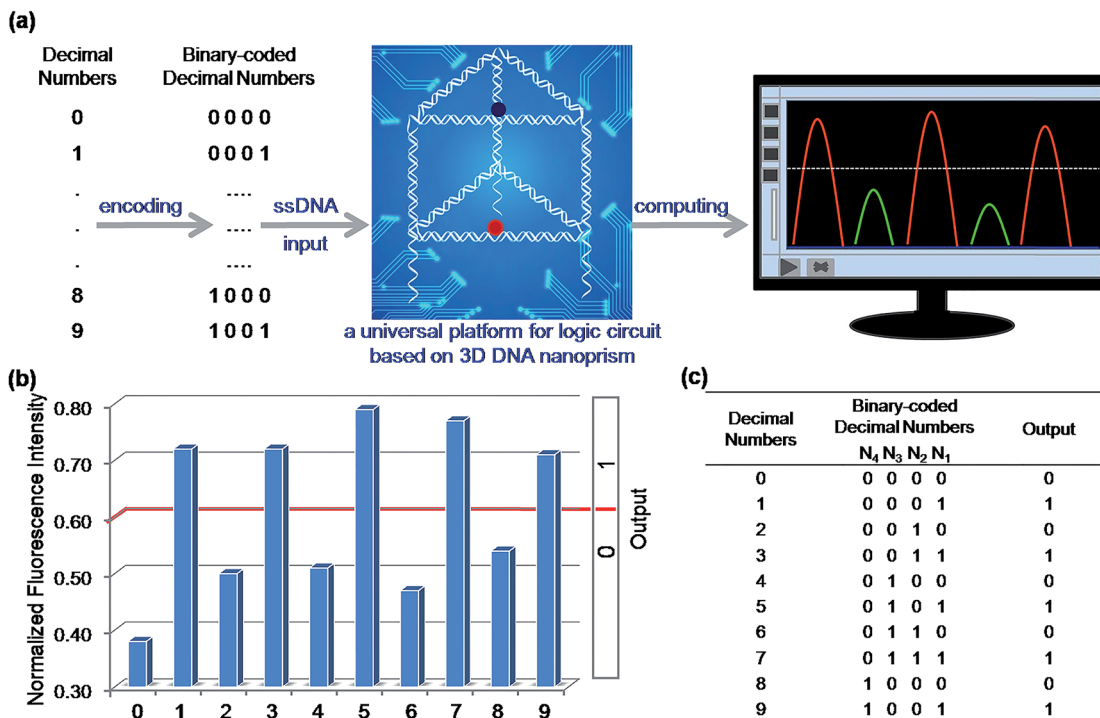 (a)
Decimal Numbers
Binary-coded Decimal Numbers
0 0 0 0 0
1 0 0 0 1
. ....
. ....
. ....
8 1 0 0 0
9 1 0 0 1
encoding
ssDNA
input
computing
a universal platform for logic circuit
based on 3D DNA nanoprism
(b)
Normalized Fluorescence Intensity
0.80
0.70
0.60
0.50
0.40
0.30
0 1 2 3 4 5 6 7 8 9
1
0
Output
(c)
Decimal Numbers
Binary-coded Decimal Numbers
Output
N₄ N₃ N₂ N₁
0 0 0 0 0 0
1 0 0 0 1 1
2 0 0 1 0 0
3 0 0 1 1 1
4 0 1 0 0 0
5 0 1 0 1 1
6 0 1 1 0 0
7 0 1 1 1 1
8 1 0 0 0 0
9 1 0 0 1 1